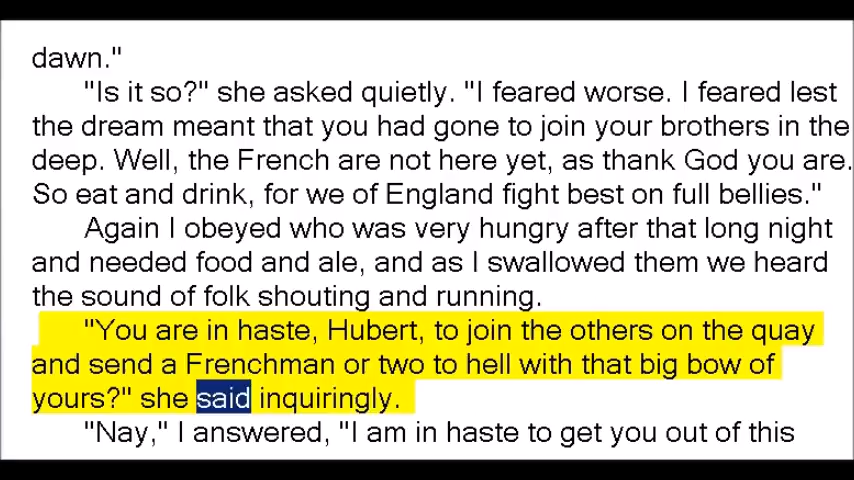 dawn."
"Is it so?" she asked quietly. "I feared worse. I feared lest
the dream meant that you had gone to join your brothers in the
deep. Well, the French are not here yet, as thank God you are.
So eat and drink, for we of England fight best on full bellies."
Again I obeyed who was very hungry after that long night
and needed food and ale, and as I swallowed them we heard
the sound of folk shouting and running.
"You are in haste, Hubert, to join the others on the quay
and send a Frenchman or two to hell with that big bow of
yours?" she said inquiringly.
"Nay," I answered, "I am in haste to get you out of this